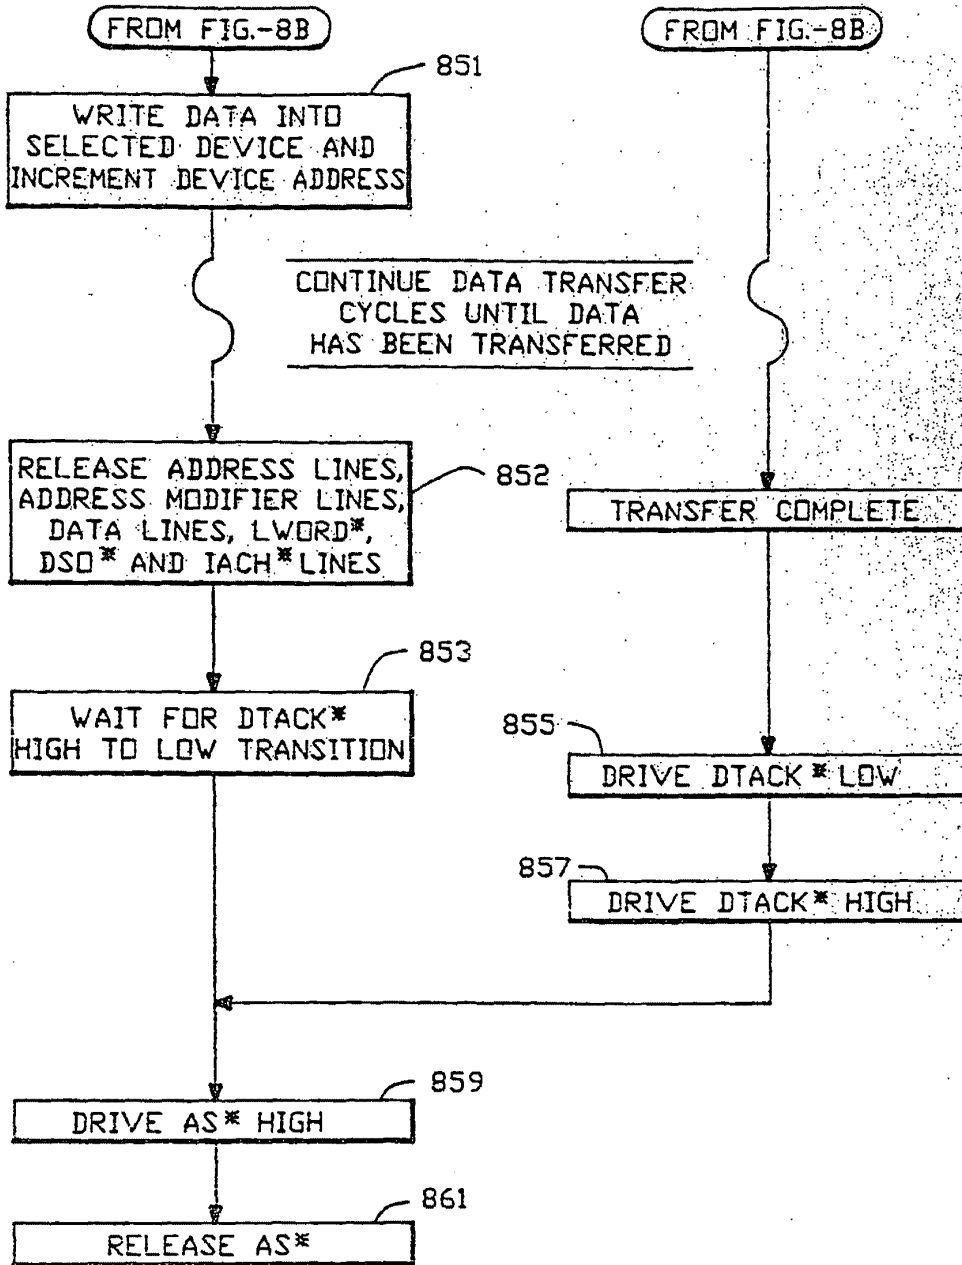 FROM FIG.-8B
851
WRITE DATA INTO
SELECTED DEVICE AND
INCREMENT DEVICE ADDRESS
CONTINUE DATA TRANSFER
CYCLES UNTIL DATA
HAS BEEN TRANSFERRED
RELEASE ADDRESS LINES,
ADDRESS MODIFIER LINES,
DATA LINES, LWORD*,
DSO* AND IACH* LINES
852
853
WAIT FOR DTACK*
HIGH TO LOW TRANSITION
FROM FIG.-8B
TRANSFER COMPLETE
855
DRIVE DTACK* LOW
857
DRIVE DTACK* HIGH
859
DRIVE AS* HIGH
861
RELEASE AS*